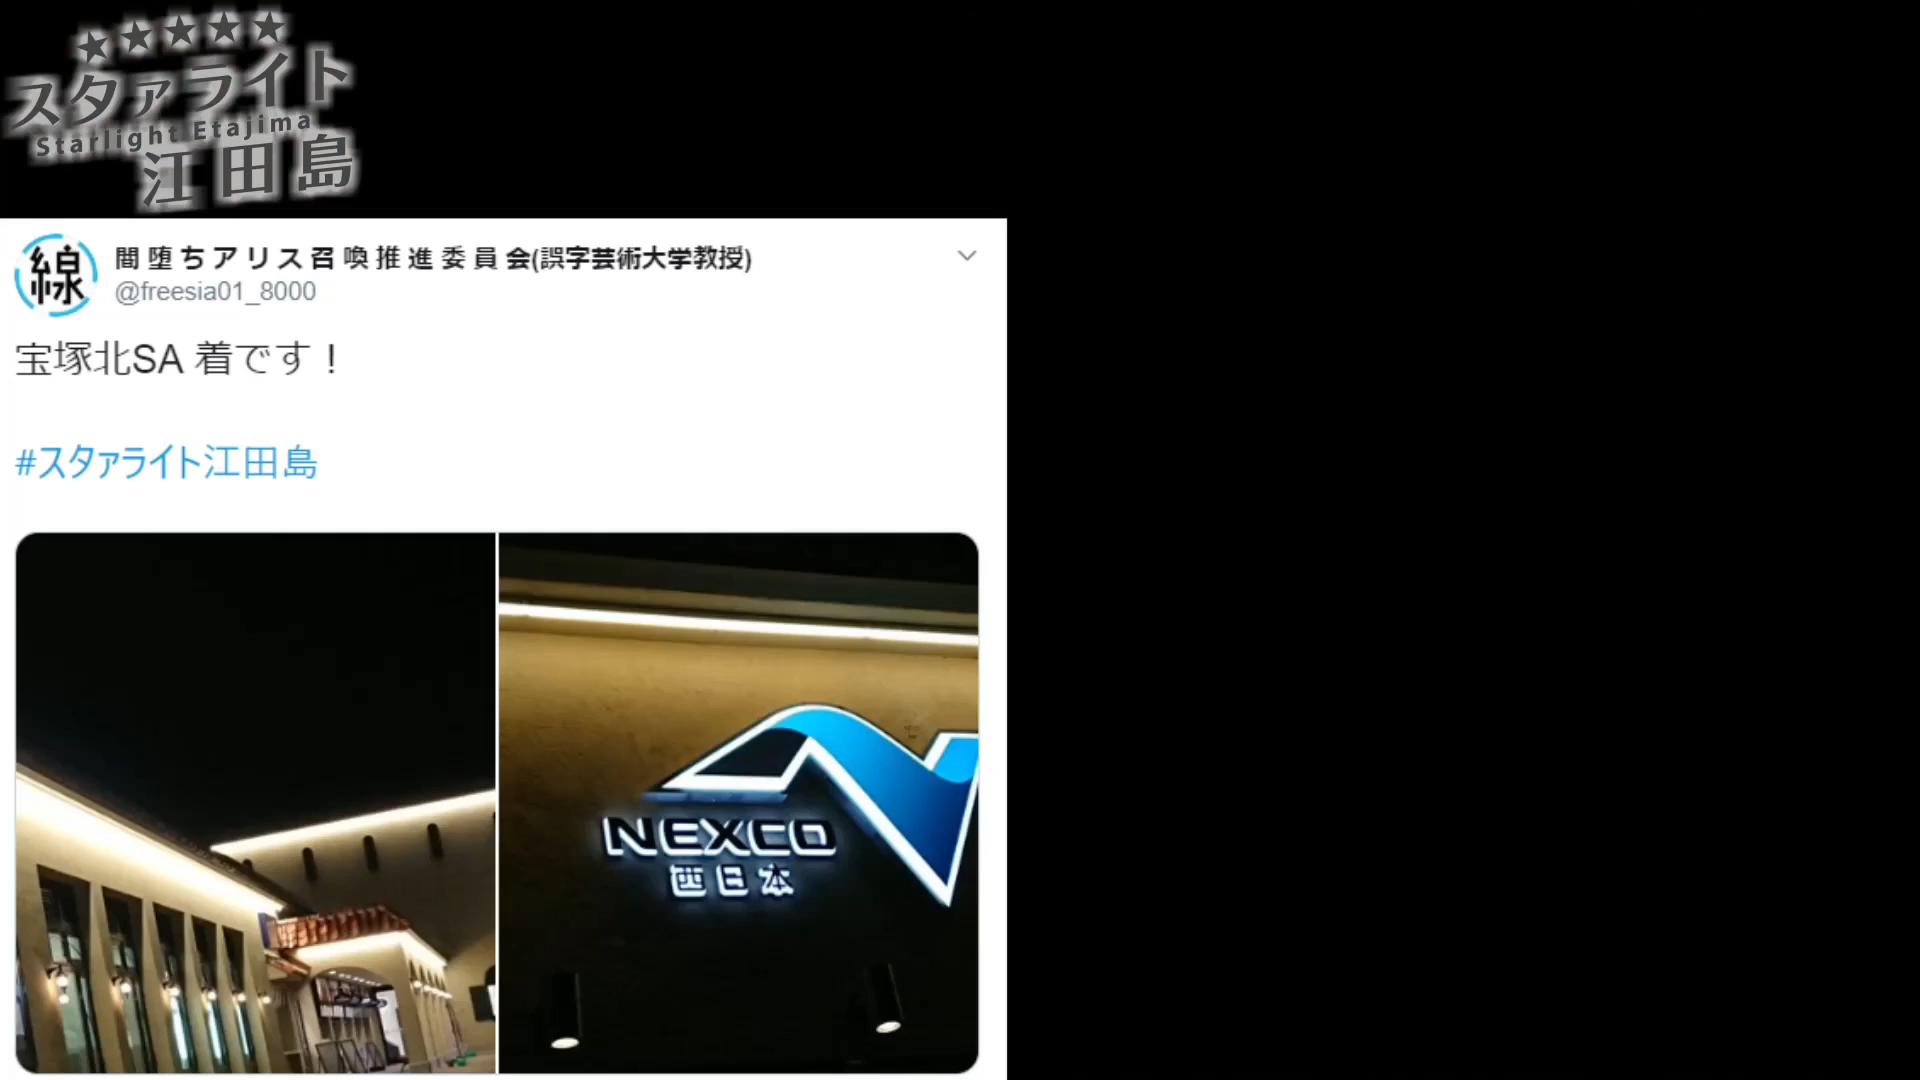 ★★★★★
スタァライト
Starlight Etajima
江田島
線
闇堕ちアリス召喚推進委員会(誤字芸術大学教授)
@freesia01_8000
宝塚北SA 着です！
#スタァライト江田島
NEXCO
西日本